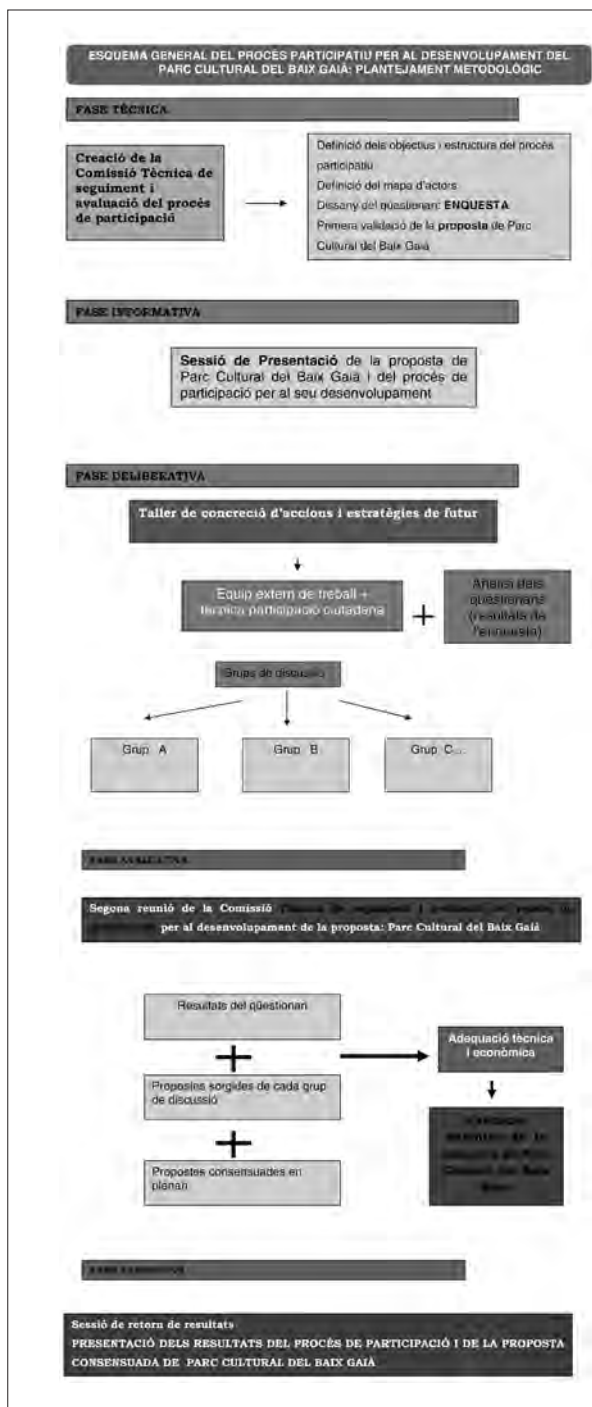 ESQUEMA GENERAL DEL PROCÉS PARTICIPATIU PER AL DESENVOLUPAMENT DEL
PARC CULTURAL DEL BAIX GAIÀ: PLANTEJAMENT METODOLÒGIC
FASE TÈCNICA
Creació de la
Comissió Tècnica de
seguiment i
avaluació del procés
de participació
Definició dels objectius i estructura del procés
participatiu
Definició del mapa d'actors
Disseny del qüestionari: ENQUESTA
Primera validació de la proposta de Parc
Cultural del Baix Gaià
FASE INFORMATIVA
Sessió de Presentació de la proposta de
Parc Cultural del Baix Gaià i del procés de
participació per al seu desenvolupament
FASE DELIBERATIVA
Taller de concreció d'accions i estratègies de futur
Equip extern de treball +
tècnica participació ciutadana
+
Anàlisi dels
qüestionaris
(resultats de
l'enquesta)
Grups de discussió
Grup A
Grup B
Grup C...
FASE AVALUATIVA
Segona reunió de la Comissió
per al desenvolupament de la proposta: Parc Cultural del Baix Gaià
Resultats del qüestionari
+
Propostes sorgides de cada grup
de discussió
+
Propostes consensuades en
plenari
Adequació tècnica
i econòmica
Sessió de retorn de resultats
PRESENTACIÓ DELS RESULTATS DEL PROCÉS DE PARTICIPACIÓ I DE LA PROPOSTA
CONSENSUADA DE PARC CULTURAL DEL BAIX GAIÀ